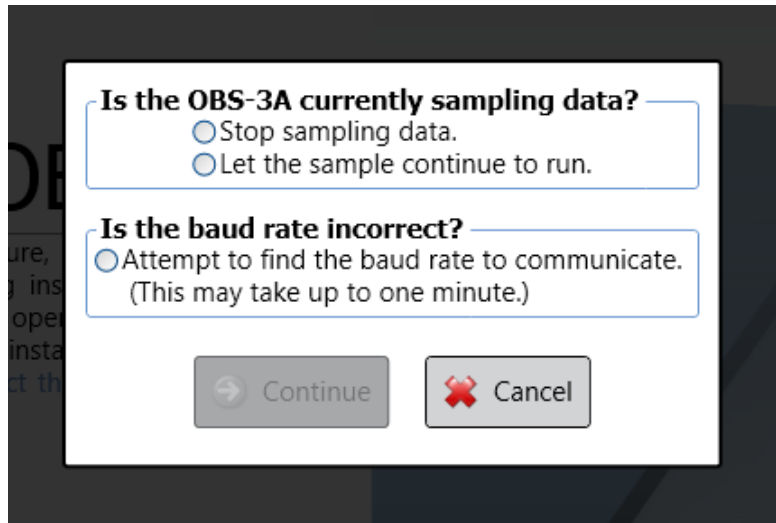 Is the OBS-3A currently sampling data?
Stop sampling data.
Let the sample continue to run.
Is the baud rate incorrect?
Attempt to find the baud rate to communicate.
(This may take up to one minute.)
Continue
Cancel